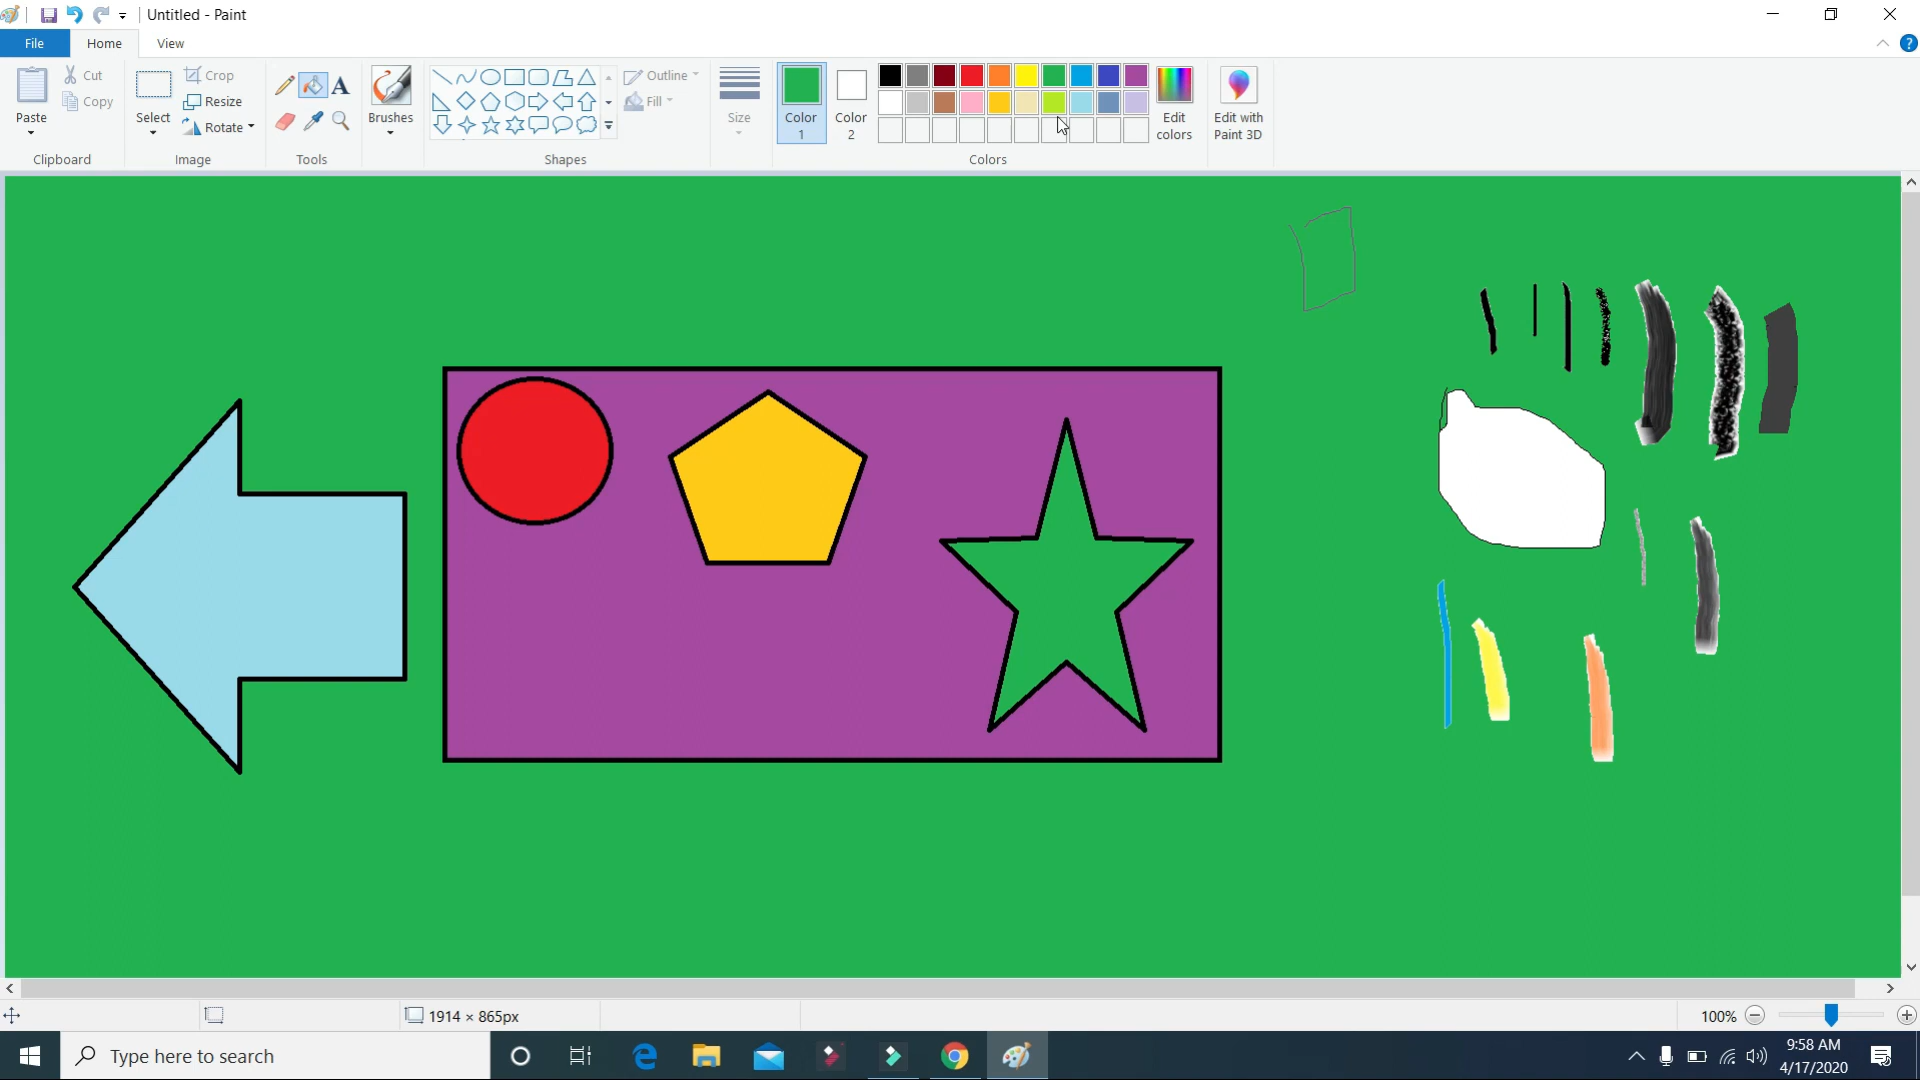 Untitled - Paint
File
Home
View
Paste
Cut
Copy
Clipboard
Select
Crop
Resize
Rotate
Image
A
Tools
Brushes
Shapes
Outline
Fill
Size
Color
1
Color
2
Colors
Edit
colors
Edit with
Paint 3D
?
1914 × 865px
100%
Type here to search
9:58 AM
4/17/2020